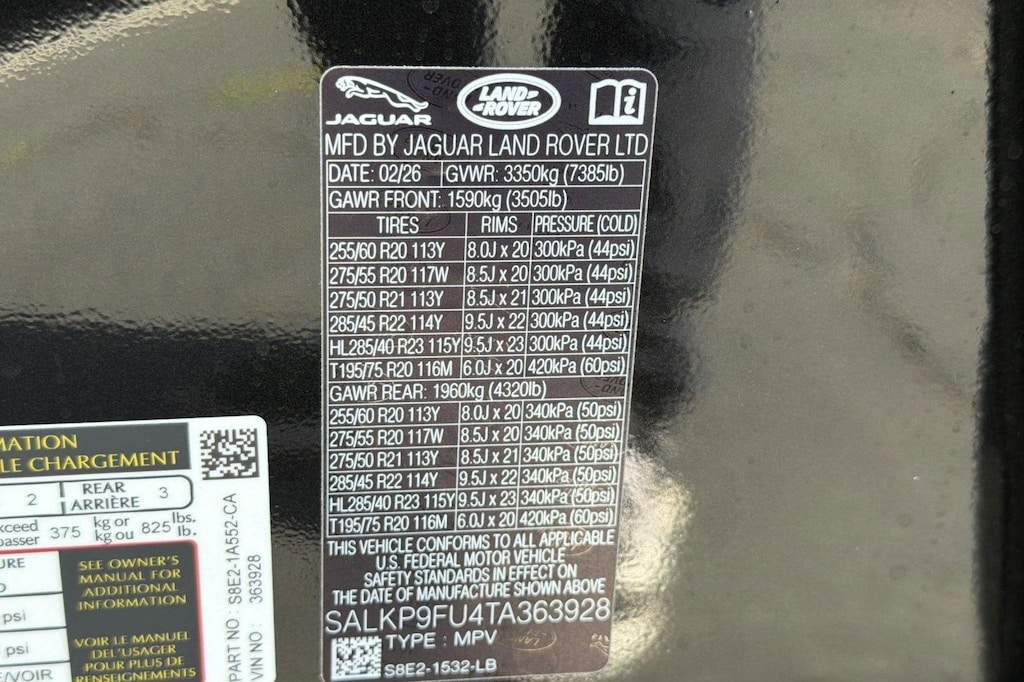 JAGUAR LAND-ROVER i
MFD BY JAGUAR LAND ROVER LTD
DATE: 02/26 GVWR: 3350kg (7385lb)
GAWR FRONT: 1590kg (3505lb)
TIRES RIMS PRESSURE (COLD)
255/60 R20 113Y 8.0J x 20 300kPa (44psi)
275/55 R20 117W 8.5J x 20 300kPa (44psi)
275/50 R21 113Y 8.5J x 21 300kPa (44psi)
285/45 R22 114Y 9.5J x 22 300kPa (44psi)
HL285/40 R23 115Y 9.5J x 23 300kPa (44psi)
T195/75 R20 116M 6.0J x 20 420kPa (60psi)
GAWR REAR: 1960kg (4320lb)
255/60 R20 113Y 8.0J x 20 340kPa (50psi)
275/55 R20 117W 8.5J x 20 340kPa (50psi)
275/50 R21 113Y 8.5J x 21 340kPa (50psi)
285/45 R22 114Y 9.5J x 22 340kPa (50psi)
HL285/40 R23 115Y 9.5J x 23 340kPa (50psi)
T195/75 R20 116M 6.0J x 20 420kPa (60psi)
THIS VEHICLE CONFORMS TO ALL APPLICABLE
U.S. FEDERAL MOTOR VEHICLE
SAFETY STANDARDS IN EFFECT ON
THE DATE OF MANUFACTURE SHOWN ABOVE
SALKP9FU4TA363928
TYPE : MPV
S8E2-1532-LB
MATION
LE CHARGEMENT
2 REAR ARRIÈRE 3
xceed
passer 375 kg or kg ou 825 lbs. lb.
URE
psi
psi
E/VOIR
SEE OWNER'S
MANUAL FOR
ADDITIONAL
INFORMATION
VOIR LE MANUEL
DE L'USAGER
POUR PLUS DE
RENSEIGNEMENTS
PART NO : S8E2-1A552-CA
VIN NO : 363928